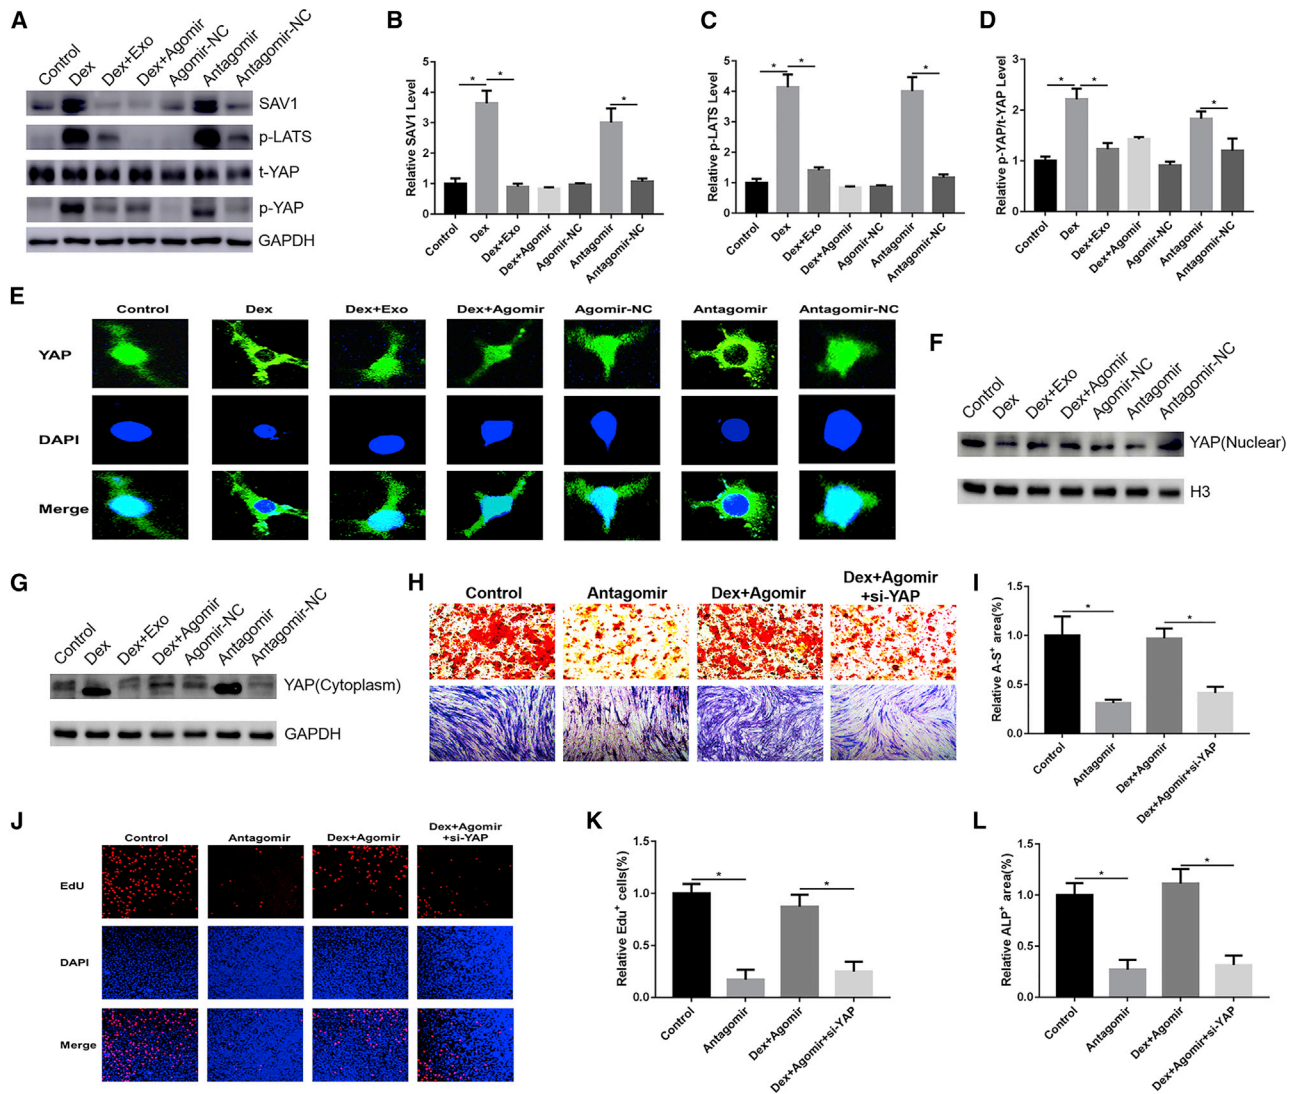 A
Control
Dex
Dex+Exo
Dex+Agomir
Agomir-NC
Antagomir
Antagomir-NC
SAV1
p-LATS
t-YAP
p-YAP
GAPDH
B
Relative SAV1 Level
5
4
3
2
1
0
*
*
*
Control
Dex
Dex+Exo
Dex+Agomir
Agomir-NC
Antagomir
Antagomir-NC
C
Relative p-LATS Level
5
4
3
2
1
0
*
*
*
Control
Dex
Dex+Exo
Dex+Agomir
Agomir-NC
Antagomir
Antagomir-NC
D
Relative p-YAP/t-YAP Level
3
2
1
0
*
*
*
Control
Dex
Dex+Exo
Dex+Agomir
Agomir-NC
Antagomir
Antagomir-NC
E
Control
Dex
Dex+Exo
Dex+Agomir
Agomir-NC
Antagomir
Antagomir-NC
YAP
DAPI
Merge
F
Control
Dex
Dex+Exo
Dex+Agomir
Agomir-NC
Antagomir
Antagomir-NC
YAP(Nuclear)
H3
G
Control
Dex
Dex+Exo
Dex+Agomir
Agomir-NC
Antagomir
Antagomir-NC
YAP(Cytoplasm)
GAPDH
H
Control
Antagomir
Dex+Agomir
Dex+Agomir
+si-YAP
I
Relative A-S+ area(%)
1.5
1.0
0.5
0.0
*
*
Control
Antagomir
Dex+Agomir
Dex+Agomir+si-YAP
J
Control
Antagomir
Dex+Agomir
Dex+Agomir
+si-YAP
EdU
DAPI
Merge
K
Relative Edu+ cells(%)
1.5
1.0
0.5
0.0
*
*
Control
Antagomir
Dex+Agomir
Dex+Agomir+si-YAP
L
Relative ALP+ area(%)
1.5
1.0
0.5
0.0
*
*
Control
Antagomir
Dex+Agomir
Dex+Agomir+si-YAP